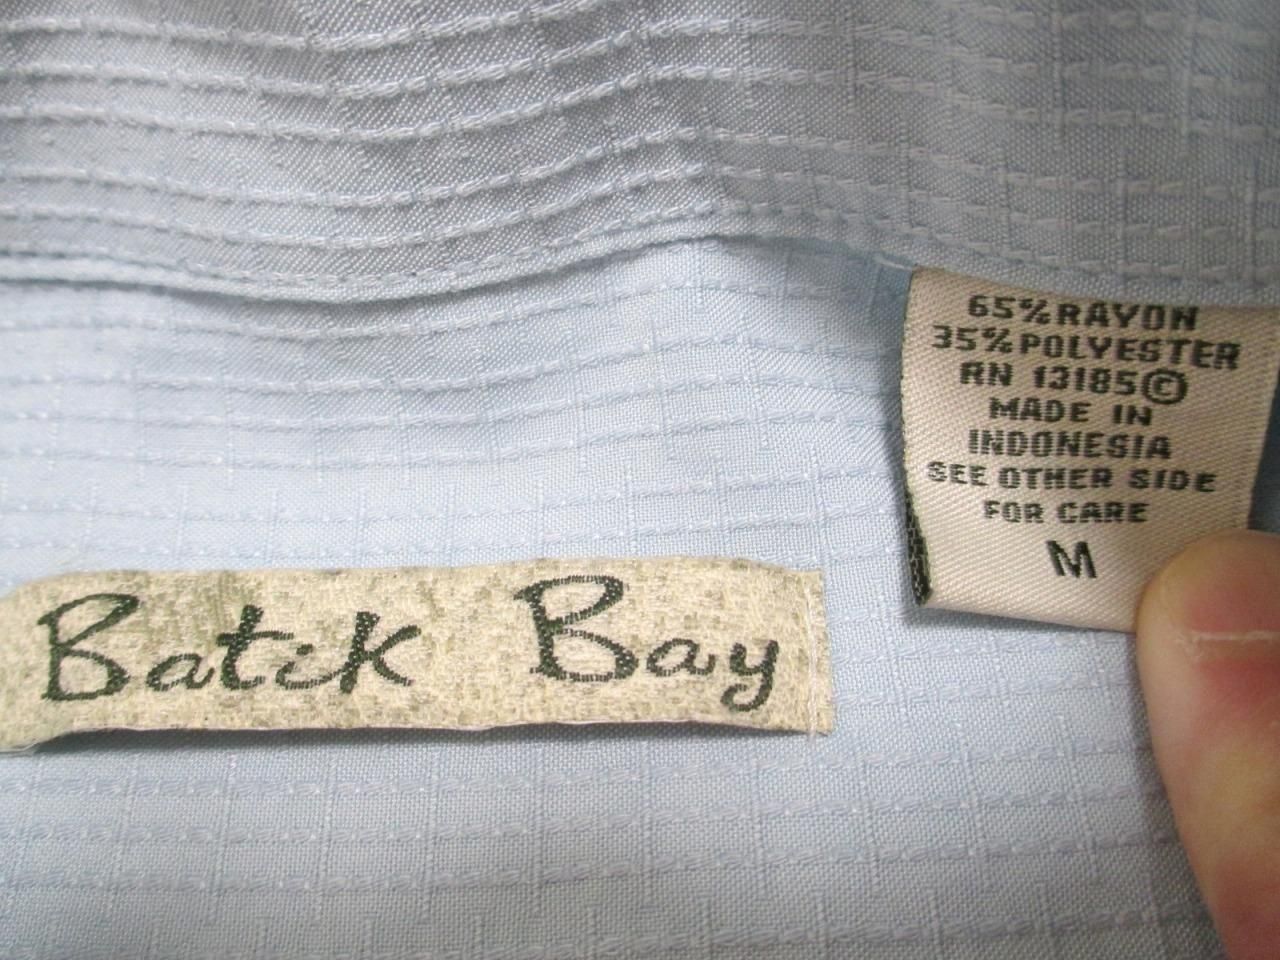 65% RAYON
35% POLYESTER
RN 13185©
MADE IN
INDONESIA
SEE OTHER SIDE
FOR CARE
M
Batik Bay